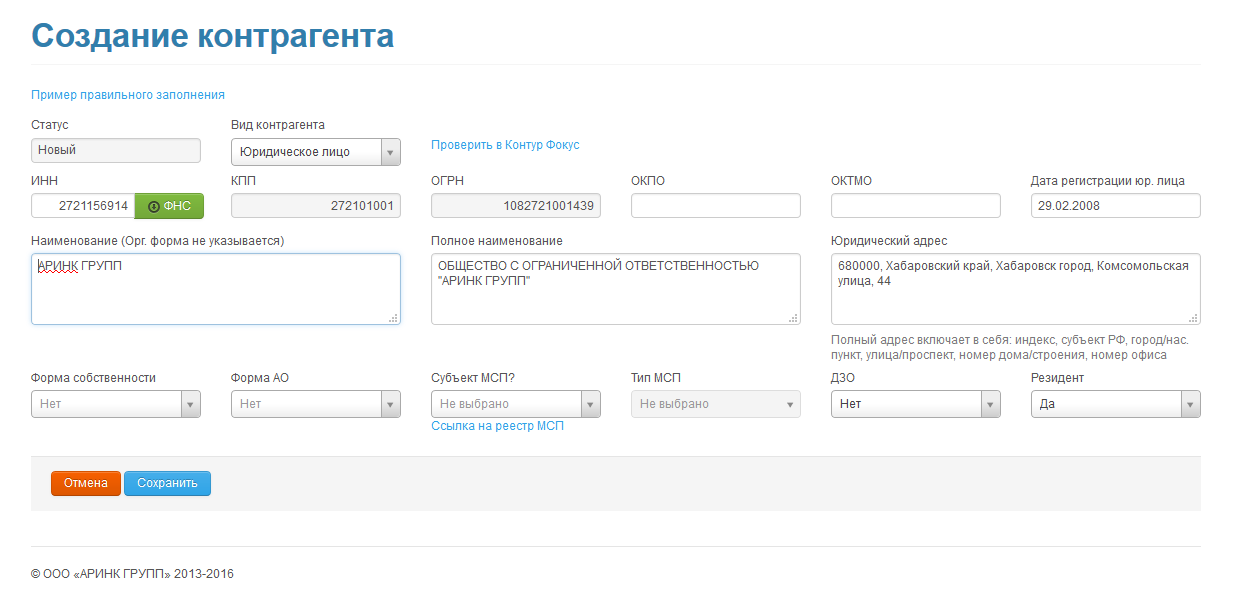 Создание контрагента
Пример правильного заполнения
Статус
Вид контрагента
Новый
Юридическое лицо
Проверить в Контур Фокус
ИНН
КПП
ОГРН
ОКПО
ОКТМО
Дата регистрации юр. лица
2721156914
ФНС
272101001
1082721001439
29.02.2008
Наименование (Орг. форма не указывается)
Полное наименование
Юридический адрес
АРИНК ГРУПП
ОБЩЕСТВО С ОГРАНИЧЕННОЙ ОТВЕТСТВЕННОСТЬЮ
"АРИНК ГРУПП"
680000, Хабаровский край, Хабаровск город, Комсомольская
улица, 44
Полный адрес включает в себя: индекс, субъект РФ, город/нас.
пункт, улица/проспект, номер дома/строения, номер офиса
Форма собственности
Форма АО
Субъект МСП?
Тип МСП
ДЗО
Резидент
Нет
Нет
Не выбрано
Не выбрано
Нет
Да
Ссылка на реестр МСП
Отмена
Сохранить
© ООО «АРИНК ГРУПП» 2013-2016